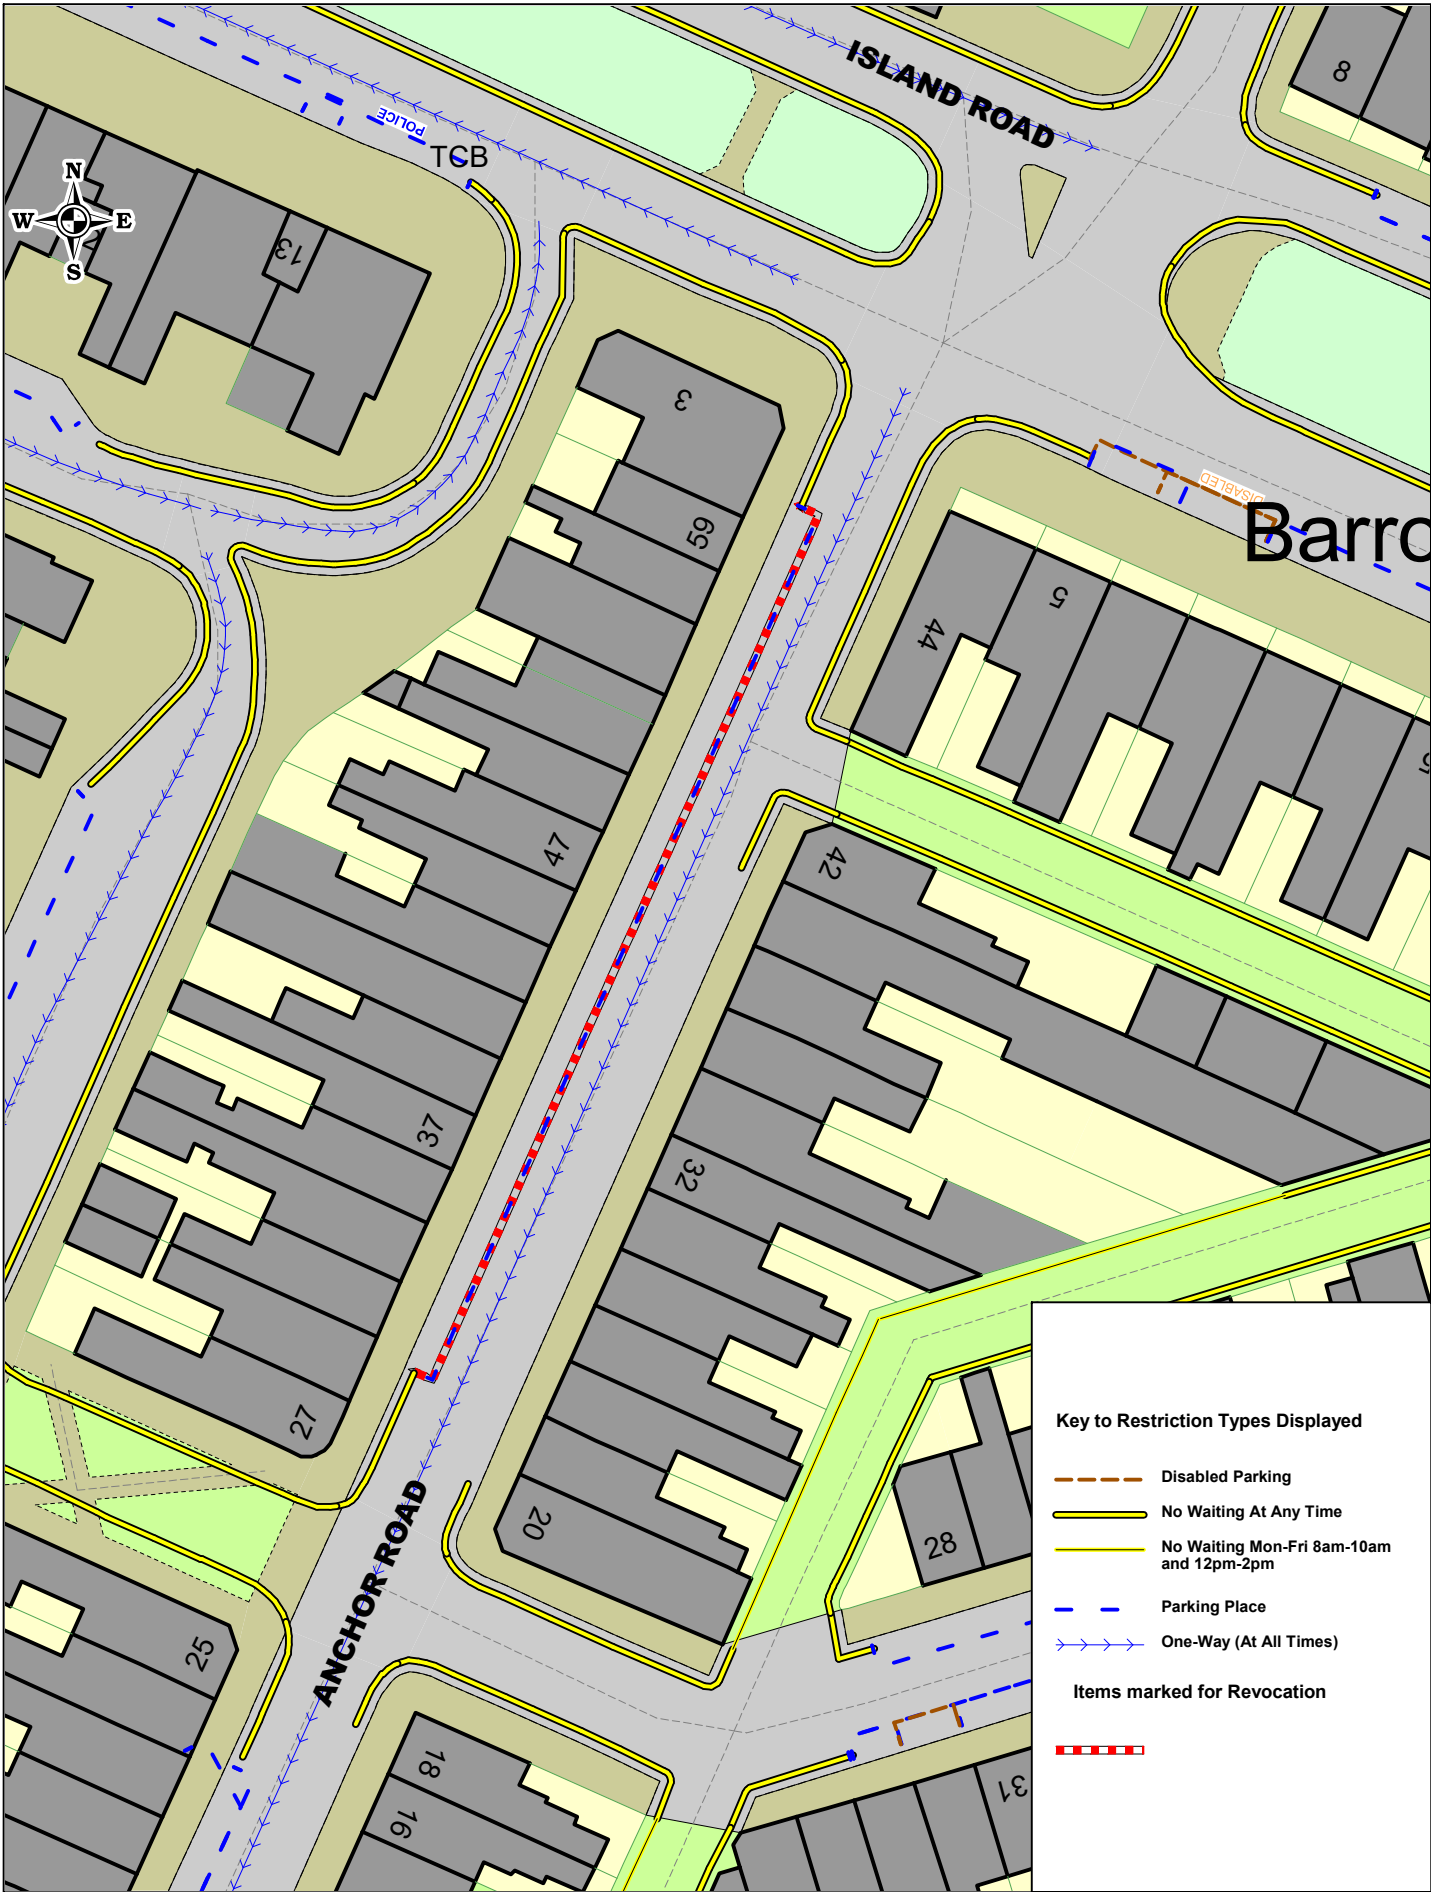 ISLAND ROAD
8
POLICE
TCB
N
W E
S
13
3
59
DISABLED
Barro
5
44
47
42
37
32
27
20
28
25
ANCHOR ROAD
18
16
31
Key to Restriction Types Displayed
Disabled Parking
No Waiting At Any Time
No Waiting Mon-Fri 8am-10am
and 12pm-2pm
Parking Place
One-Way (At All Times)
Items marked for Revocation